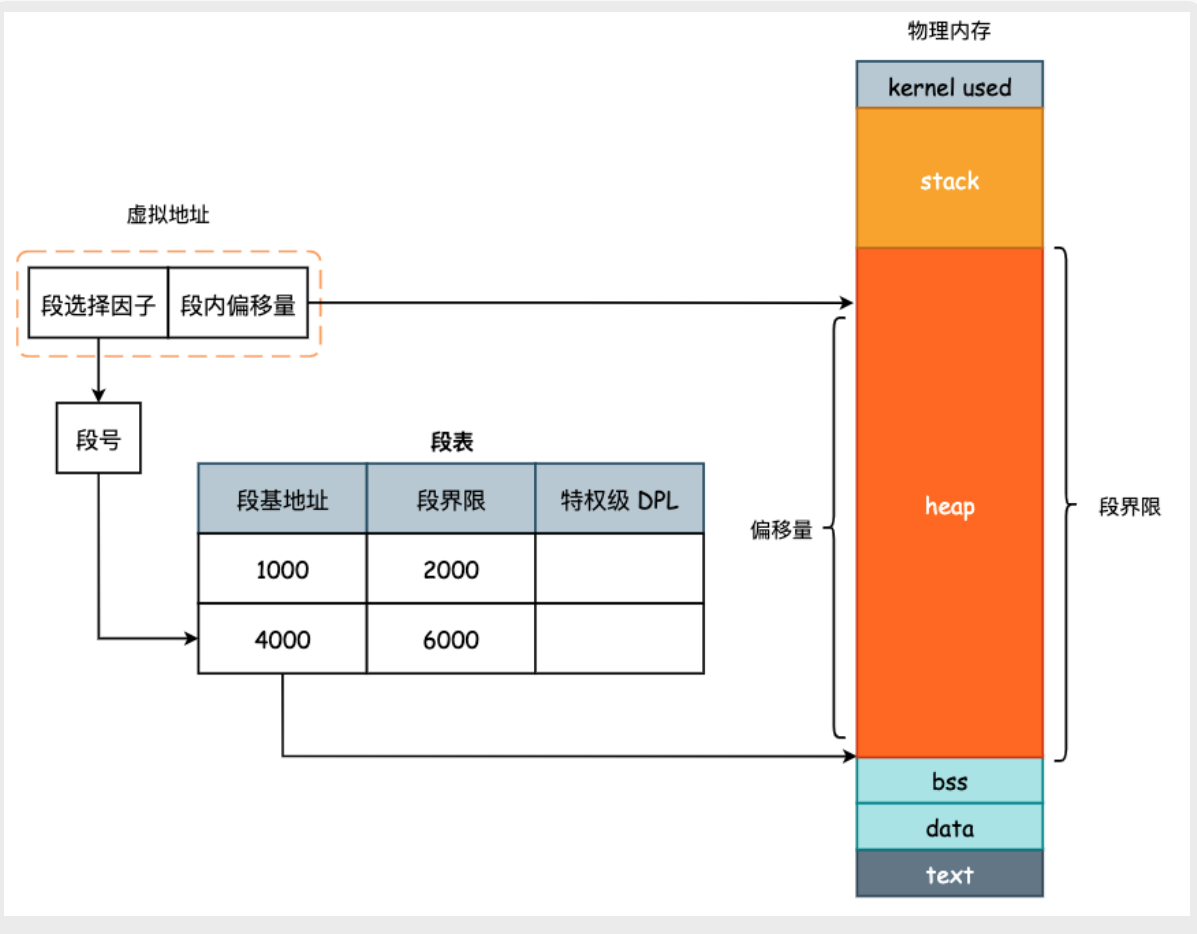 物理内存
kernel used
stack
虚拟地址
段选择因子 段内偏移量
段号
段表
段基地址 段界限 特权级 DPL
1000 2000
4000 6000
偏移量
heap
段界限
bss
data
text